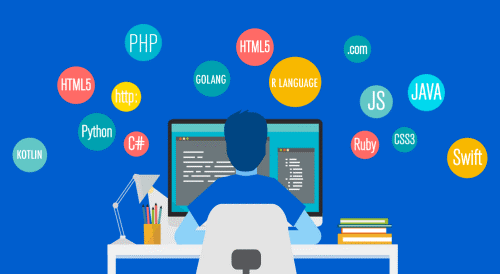 PHP
HTML5
.com
HTML5
GOLANG
R LANGUAGE
http:
JS
JAVA
Python
C#
Ruby
CSS3
KOTLIN
Swift